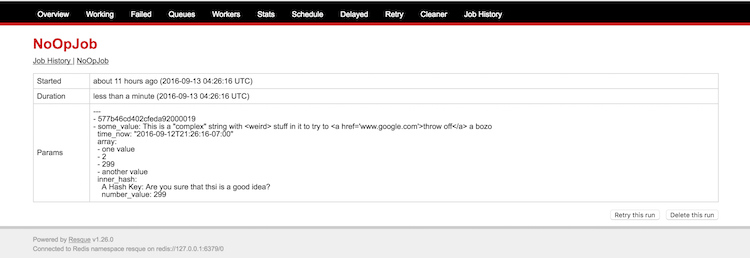 Overview Working Failed Queues Workers Stats Schedule Delayed Retry Cleaner Job History
NoOpJob
Job History | NoOpJob
Started about 11 hours ago (2016-09-13 04:26:16 UTC)
Duration less than a minute (2016-09-13 04:26:16 UTC)
Params
---
- 577b46cd402cfeda92000019
- some_value: This is a "complex" string with <weird> stuff in it to try to <a href='www.google.com'>throw off</a> a bozo
time_now: "2016-09-12T21:26:16-07:00"
array:
- one value
- 2
- 299
- another value
inner_hash:
A Hash Key: Are you sure that thsi is a good idea?
number_value: 299
Retry this run Delete this run
Powered by Resque v1.26.0
Connected to Redis namespace resque on redis://127.0.0.1:6379/0